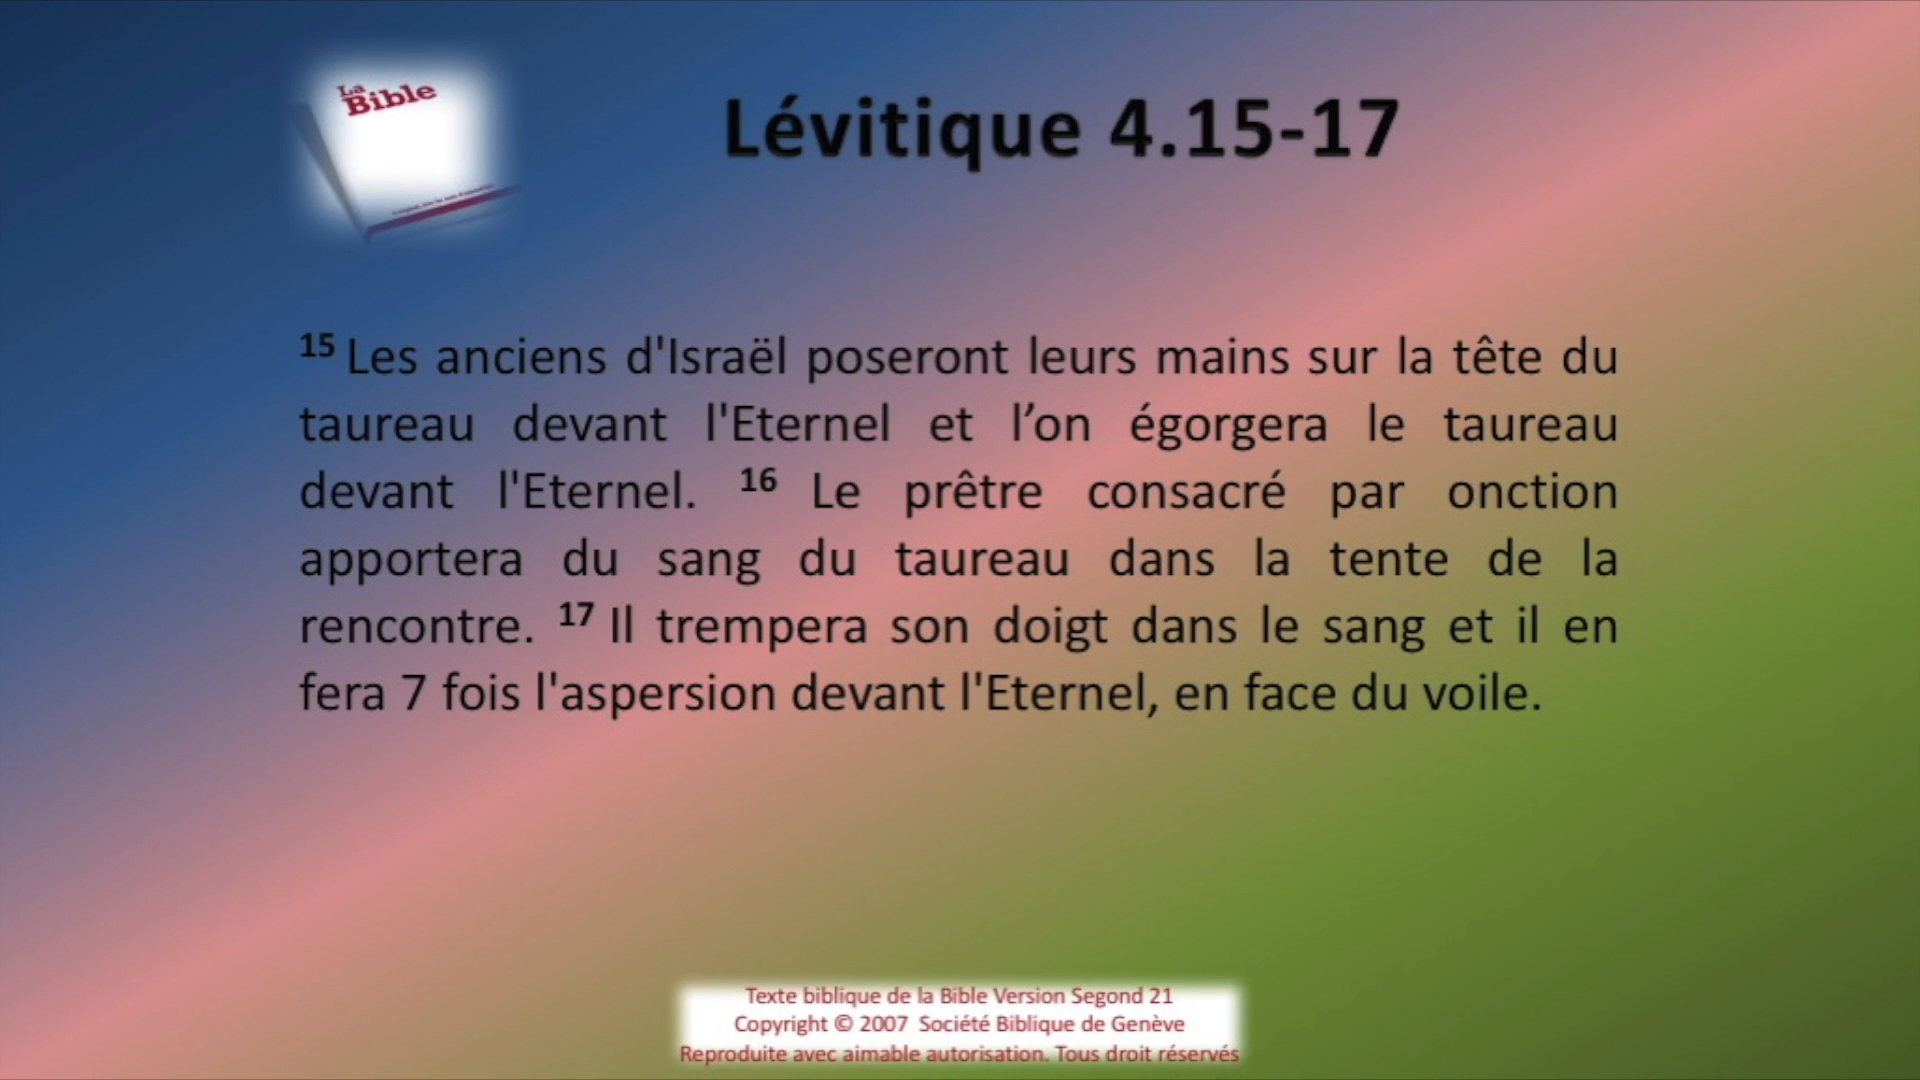 La
Bible
Lévitique 4.15-17
15 Les anciens d'Israël poseront leurs mains sur la tête du
taureau devant l'Eternel et l’on égorgera le taureau
devant l'Eternel. 16 Le prêtre consacré par onction
apportera du sang du taureau dans la tente de la
rencontre. 17 Il trempera son doigt dans le sang et il en
fera 7 fois l'aspersion devant l'Eternel, en face du voile.
Texte biblique de la Bible Version Segond 21
Copyright © 2007 Société Biblique de Genève
Reproduite avec aimable autorisation. Tous droit réservés